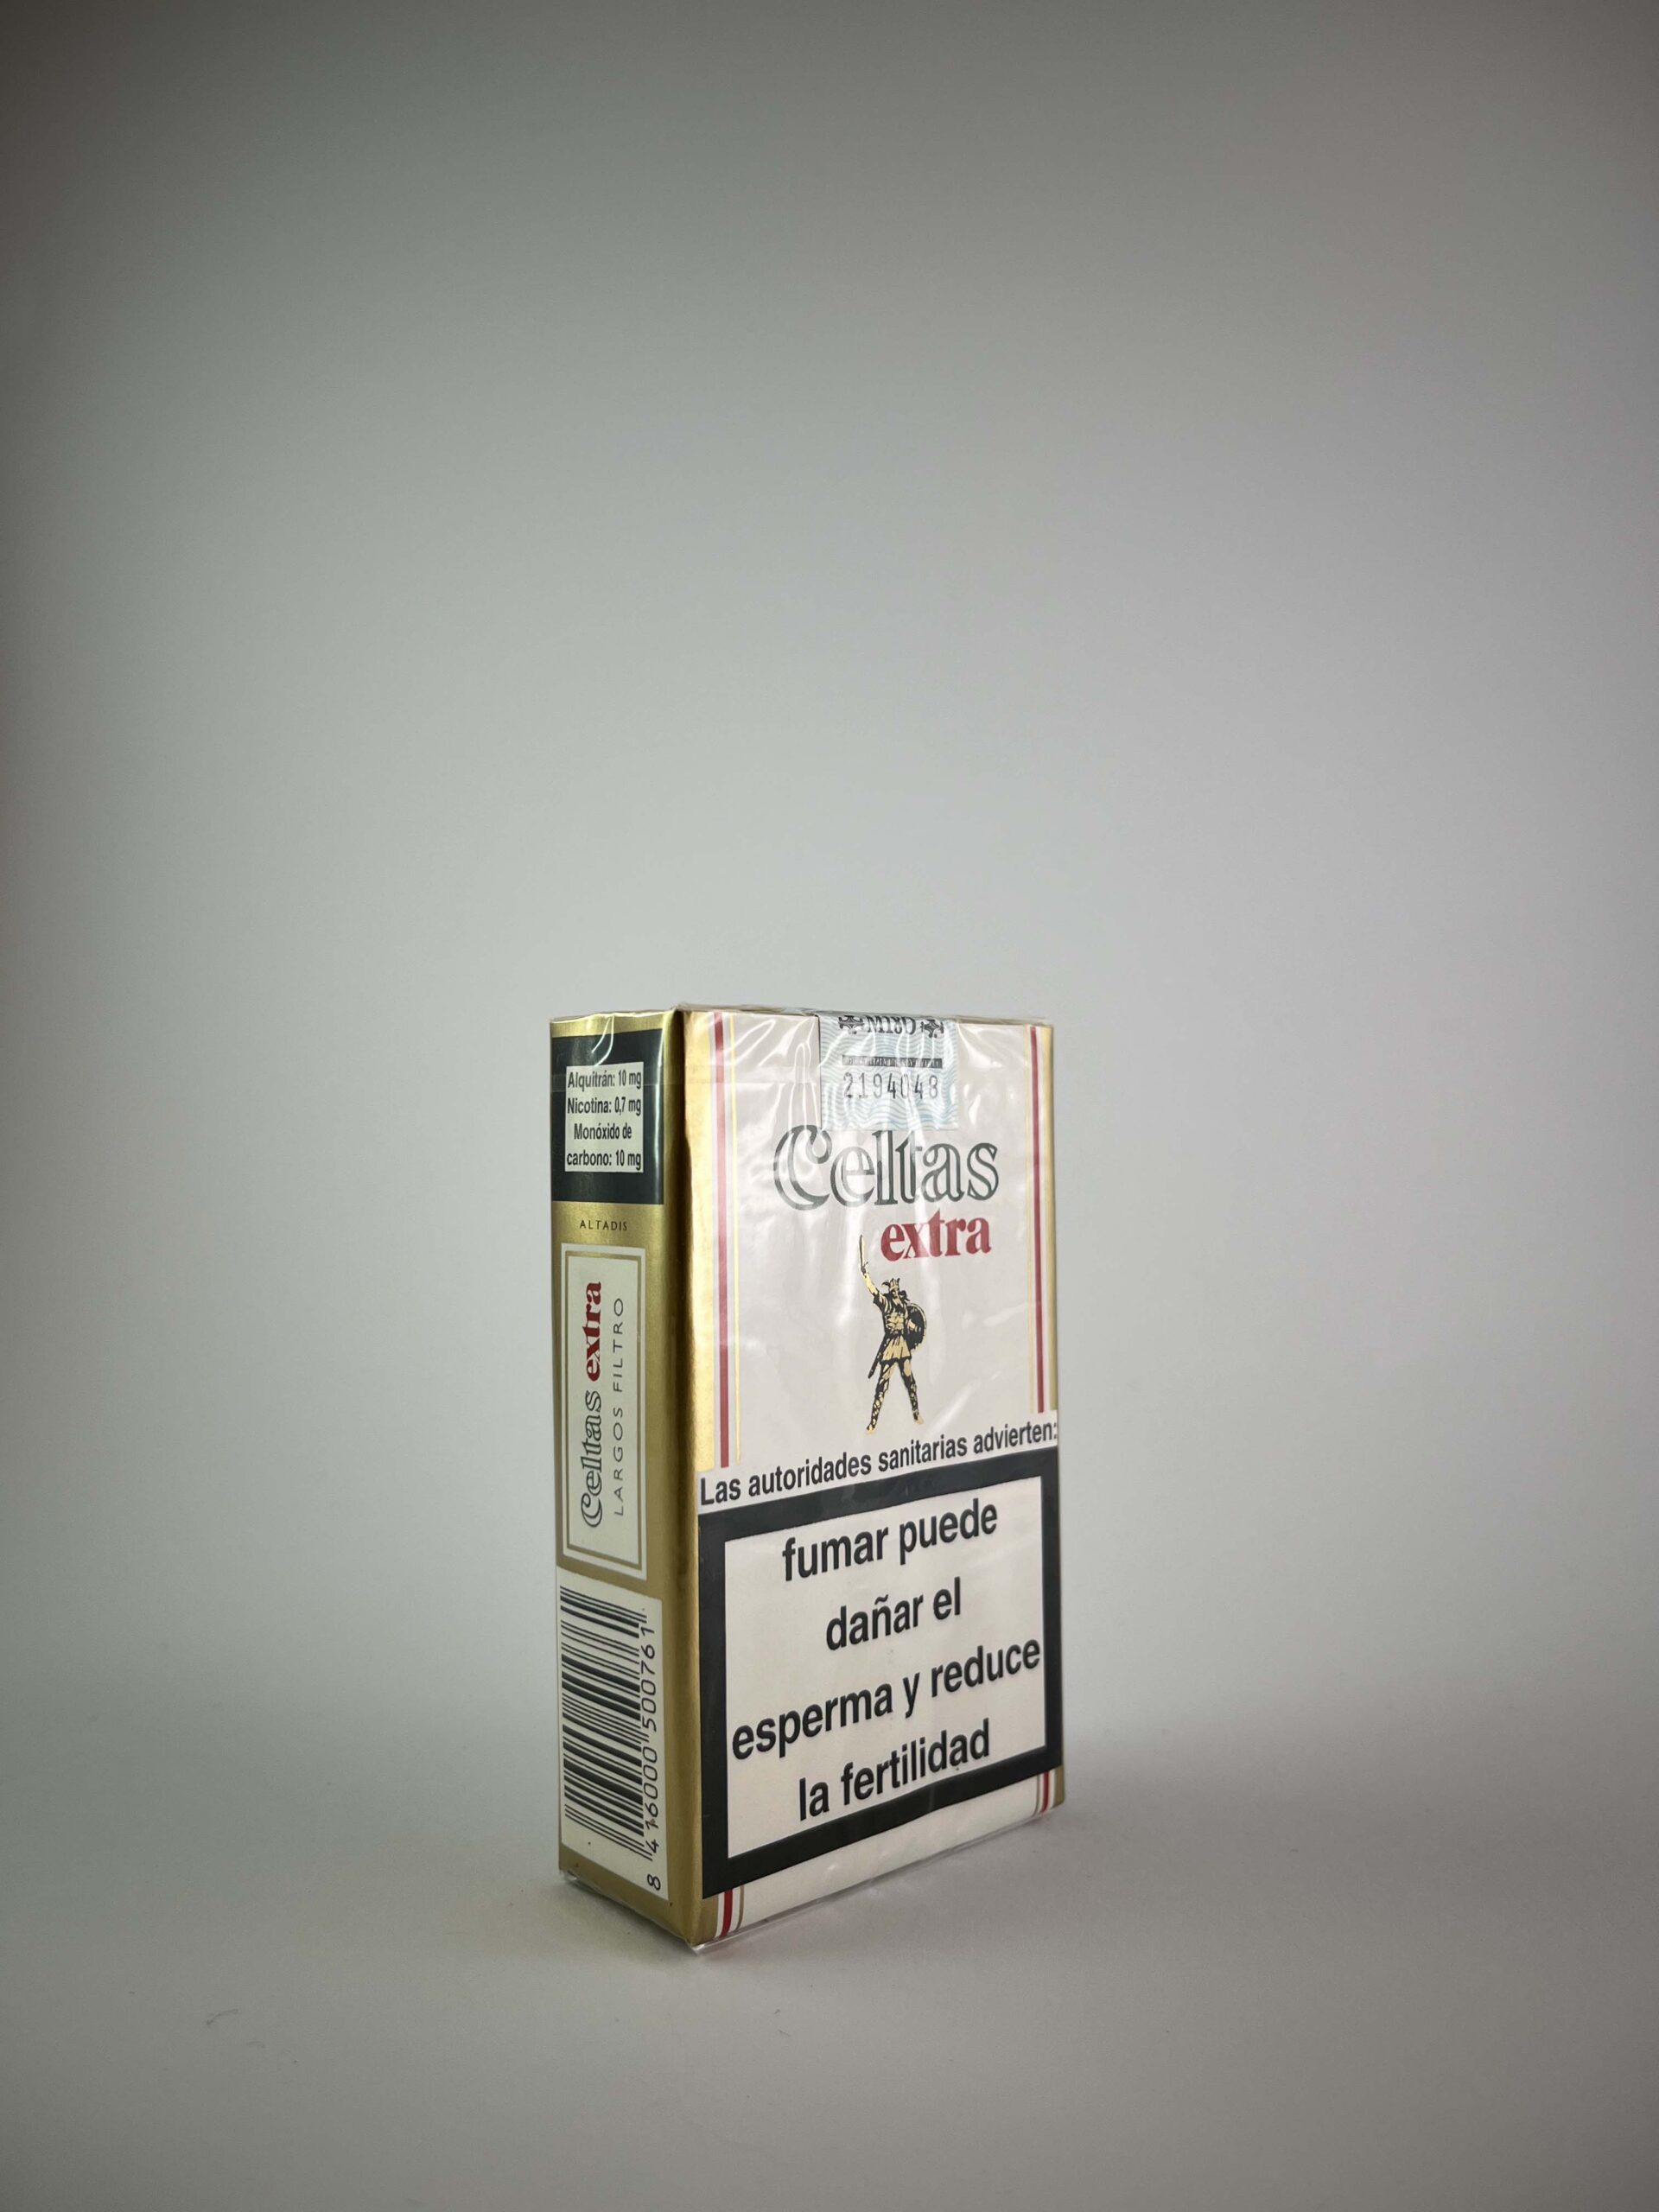 Alquitrán: 10 mg
Nicotina: 0,7 mg
Monóxido de
carbono: 10 mg
ALTADIS
Celtas extra
LARGOS FILTRO
8 416000 500761
M18D
2194048
Celtas
extra
Las autoridades sanitarias advierten:
fumar puede
dañar el
esperma y reduce
la fertilidad